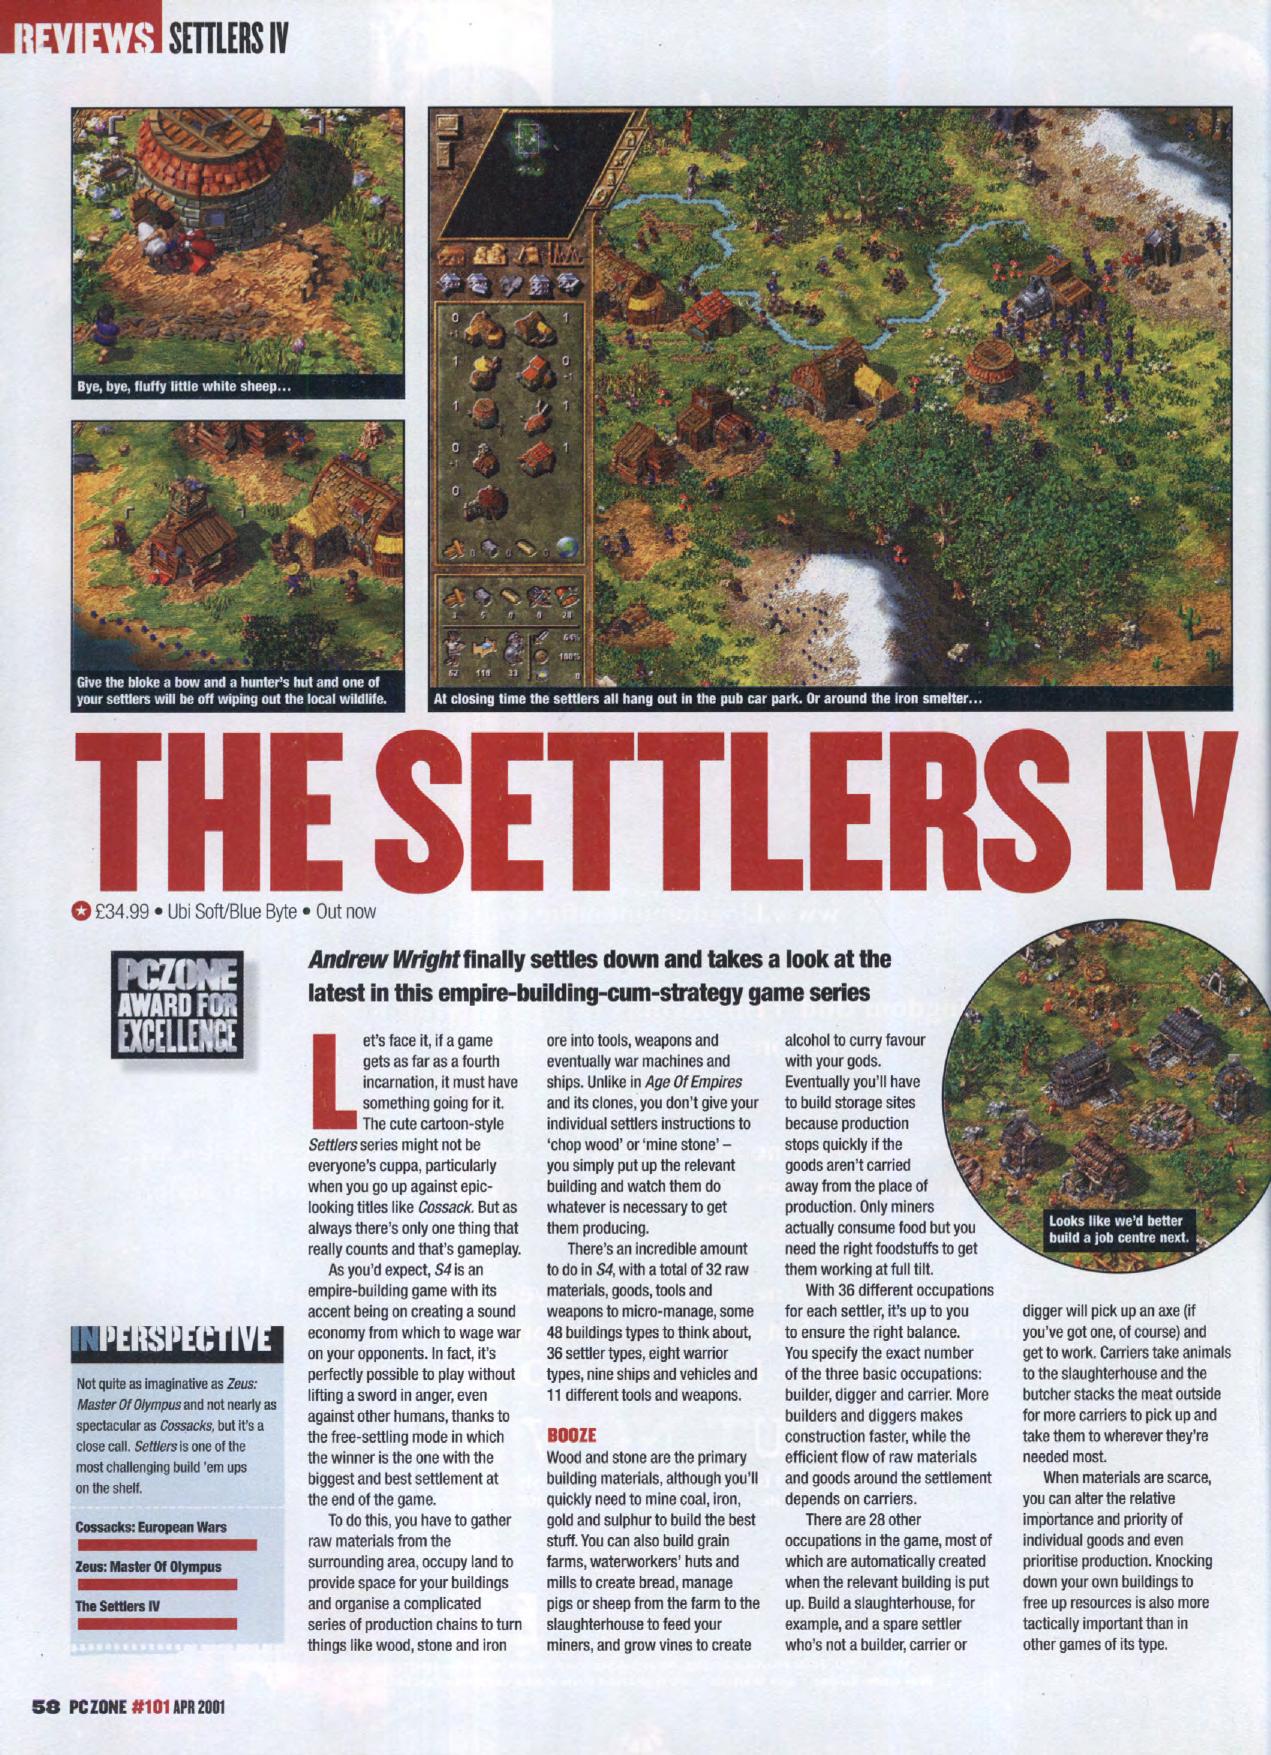 REVIEWS SETTLERS IV
Bye, bye, fluffy little white sheep...
Give the bloke a bow and a hunter's hut and one of
your settlers will be off wiping out the local wildlife.
At closing time the settlers all hang out in the pub car park. Or around the iron smelter...
THE SETTLERS IV
£34.99 • Ubi Soft/Blue Byte • Out now
PCZONE
AWARD FOR
EXCELLENCE
Andrew Wright finally settles down and takes a look at the
latest in this empire-building-cum-strategy game series
Let's face it, if a game
gets as far as a fourth
incarnation, it must have
something going for it.
The cute cartoon-style
Settlers series might not be
everyone's cuppa, particularly
when you go up against epic-
looking titles like Cossack. But as
always there's only one thing that
really counts and that's gameplay.
As you'd expect, S4 is an
empire-building game with its
accent being on creating a sound
economy from which to wage war
on your opponents. In fact, it's
perfectly possible to play without
lifting a sword in anger, even
against other humans, thanks to
the free-settling mode in which
the winner is the one with the
biggest and best settlement at
the end of the game.
To do this, you have to gather
raw materials from the
surrounding area, occupy land to
provide space for your buildings
and organise a complicated
series of production chains to turn
things like wood, stone and iron
ore into tools, weapons and
eventually war machines and
ships. Unlike in Age Of Empires
and its clones, you don't give your
individual settlers instructions to
'chop wood' or 'mine stone' –
you simply put up the relevant
building and watch them do
whatever is necessary to get
them producing.
There's an incredible amount
to do in S4, with a total of 32 raw
materials, goods, tools and
weapons to micro-manage, some
48 buildings types to think about,
36 settler types, eight warrior
types, nine ships and vehicles and
11 different tools and weapons.
BOOZE
Wood and stone are the primary
building materials, although you'll
quickly need to mine coal, iron,
gold and sulphur to build the best
stuff. You can also build grain
farms, waterworkers' huts and
mills to create bread, manage
pigs or sheep from the farm to the
slaughterhouse to feed your
miners, and grow vines to create
alcohol to curry favour
with your gods.
Eventually you'll have
to build storage sites
because production
stops quickly if the
goods aren't carried
away from the place of
production. Only miners
actually consume food but you
need the right foodstuffs to get
them working at full tilt.
With 36 different occupations
for each settler, it's up to you
to ensure the right balance.
You specify the exact number
of the three basic occupations:
builder, digger and carrier. More
builders and diggers makes
construction faster, while the
efficient flow of raw materials
and goods around the settlement
depends on carriers.
There are 28 other
occupations in the game, most of
which are automatically created
when the relevant building is put
up. Build a slaughterhouse, for
example, and a spare settler
who's not a builder, carrier or
Looks like we'd better
build a job centre next.
digger will pick up an axe (if
you've got one, of course) and
get to work. Carriers take animals
to the slaughterhouse and the
butcher stacks the meat outside
for more carriers to pick up and
take them to wherever they're
needed most.
When materials are scarce,
you can alter the relative
importance and priority of
individual goods and even
prioritise production. Knocking
down your own buildings to
free up resources is also more
tactically important than in
other games of its type.
INPERSPECTIVE
Not quite as imaginative as Zeus:
Master Of Olympus and not nearly as
spectacular as Cossacks, but it's a
close call. Settlers is one of the
most challenging build 'em ups
on the shelf.
Cossacks: European Wars
Zeus: Master Of Olympus
The Settlers IV
58 PCZONE #101 APR 2001